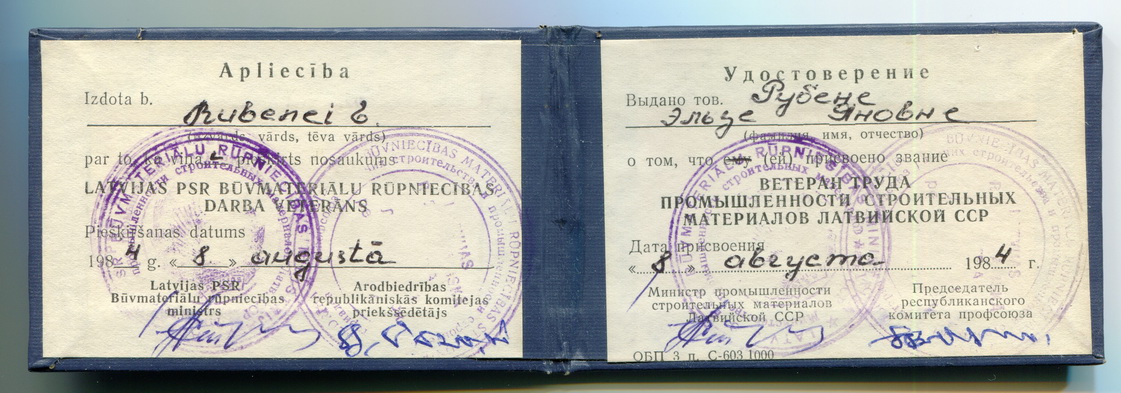 Apliecība
Izdota b. Rubenei E.
(uzvārds, vārds, tēva vārds)
par to, ka viņai piešķirts nosaukums
LATVIJAS PSR BŪVMATERIĀLU RŪPNIECĪBAS
DARBA VETERĀNS
Piešķiršanas datums
1984 g. « 8. » augustā
Latvijas PSR
Būvmateriālu rūpniecības
ministrs
Arodbiedrības
republikāniskās komitejas
priekšsēdētājs
Удостоверение
Выдано тов. Рубене
Эльзе Яновне
(фамилия, имя, отчество)
о том, что ему (ей) присвоено звание
ВЕТЕРАН ТРУДА
ПРОМЫШЛЕННОСТИ СТРОИТЕЛЬНЫХ
МАТЕРИАЛОВ ЛАТВИЙСКОЙ ССР
Дата присвоения
« 8 » августа 1984 г.
Министр промышленности
строительных материалов
Латвийской ССР
Председатель
республиканского
комитета профсоюза
ОБП 3 п. С-603 1000